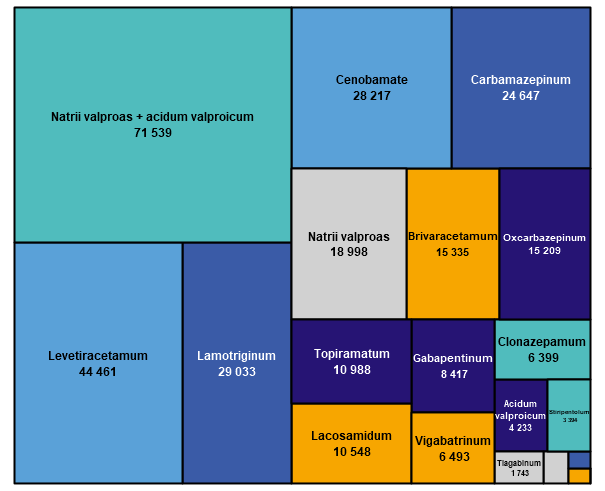 Natrii valproas + acidum valproicum
71 539
Cenobamate
28 217
Carbamazepinum
24 647
Natrii valproas
18 998
Brivaracetamum
15 335
Oxcarbazepinum
15 209
Levetiracetamum
44 461
Lamotriginum
29 033
Topiramatum
10 988
Gabapentinum
8 417
Clonazepamum
6 399
Acidum
valproicum
4 233
Stiripentolum
3 394
Lacosamidum
10 548
Vigabatrinum
6 493
Tiagabinum
1 743